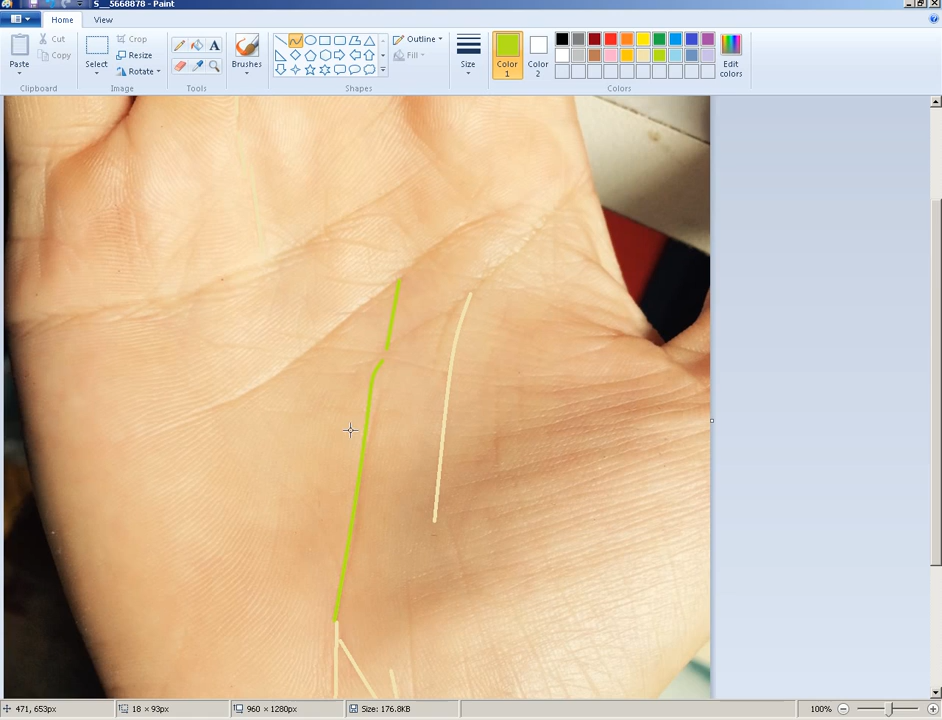 S__5668878 - Paint
Home View
Paste
Cut
Copy
Clipboard
Select
Crop
Resize
Rotate
Image
A
Tools
Brushes
Shapes
Outline
Fill
Size
Color 1
Color 2
Edit colors
Colors
471, 653px
18 × 93px
960 × 1280px
Size: 176.8KB
100%